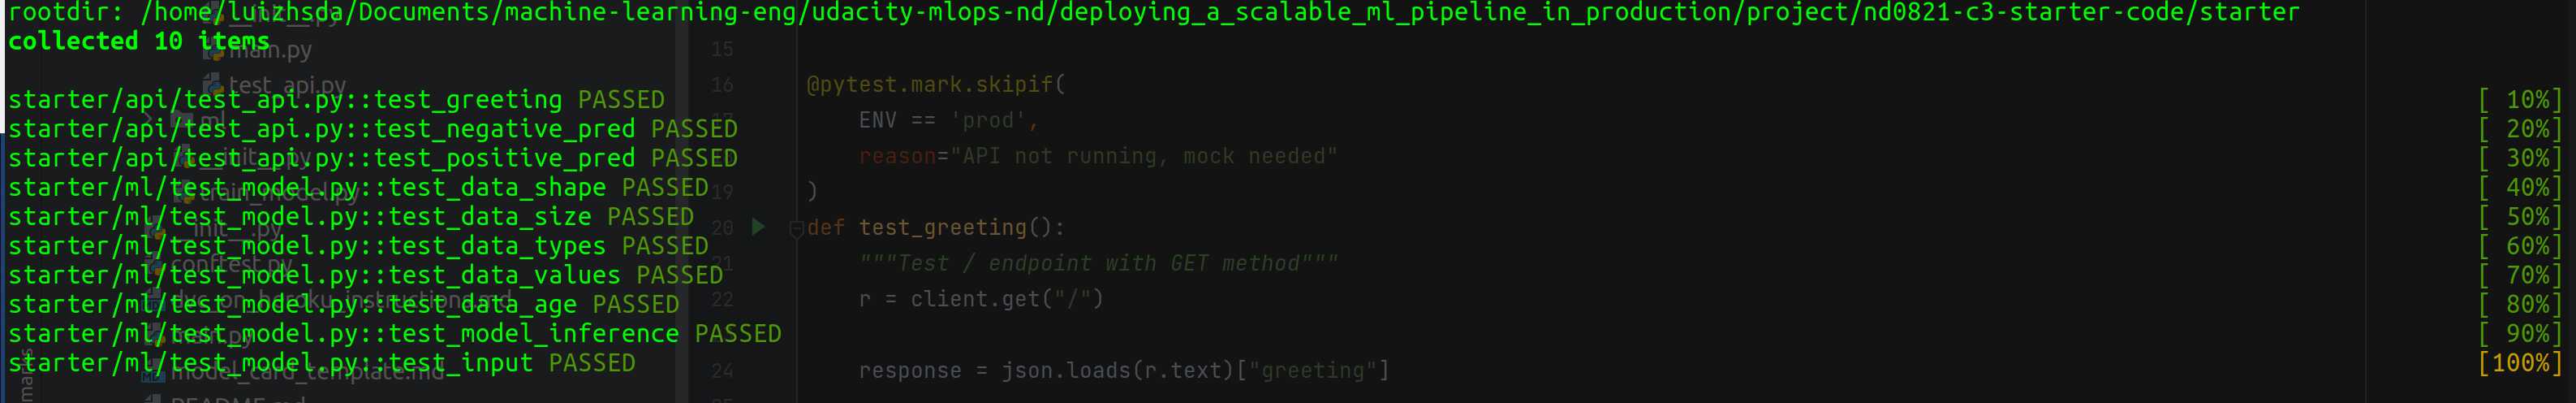 rootdir: /home/luizhsda/Documents/machine-learning-eng/udacity-mlops-nd/deploying_a_scalable_ml_pipeline_in_production/project/nd0821-c3-starter-code/starter
collected 10 items
starter/api/test_api.py::test_greeting PASSED [ 10%]
starter/api/test_api.py::test_negative_pred PASSED [ 20%]
starter/api/test_api.py::test_positive_pred PASSED [ 30%]
starter/ml/test_model.py::test_data_shape PASSED [ 40%]
starter/ml/test_model.py::test_data_size PASSED [ 50%]
starter/ml/test_model.py::test_data_types PASSED [ 60%]
starter/ml/test_model.py::test_data_values PASSED [ 70%]
starter/ml/test_model.py::test_data_age PASSED [ 80%]
starter/ml/test_model.py::test_model_inference PASSED [ 90%]
starter/ml/test_model.py::test_input PASSED [100%]
__init__.py
main.py
test_api.py
ml
__init__.py
train_model.py
__init__.py
conftest.py
dvc_on_heroku_instructions.md
main.py
model_card_template.md
README.md
15
16 @pytest.mark.skipif(
17 ENV == 'prod',
reason="API not running, mock needed"
19 )
20 def test_greeting():
21 """Test / endpoint with GET method"""
22 r = client.get("/")
24 response = json.loads(r.text)["greeting"]